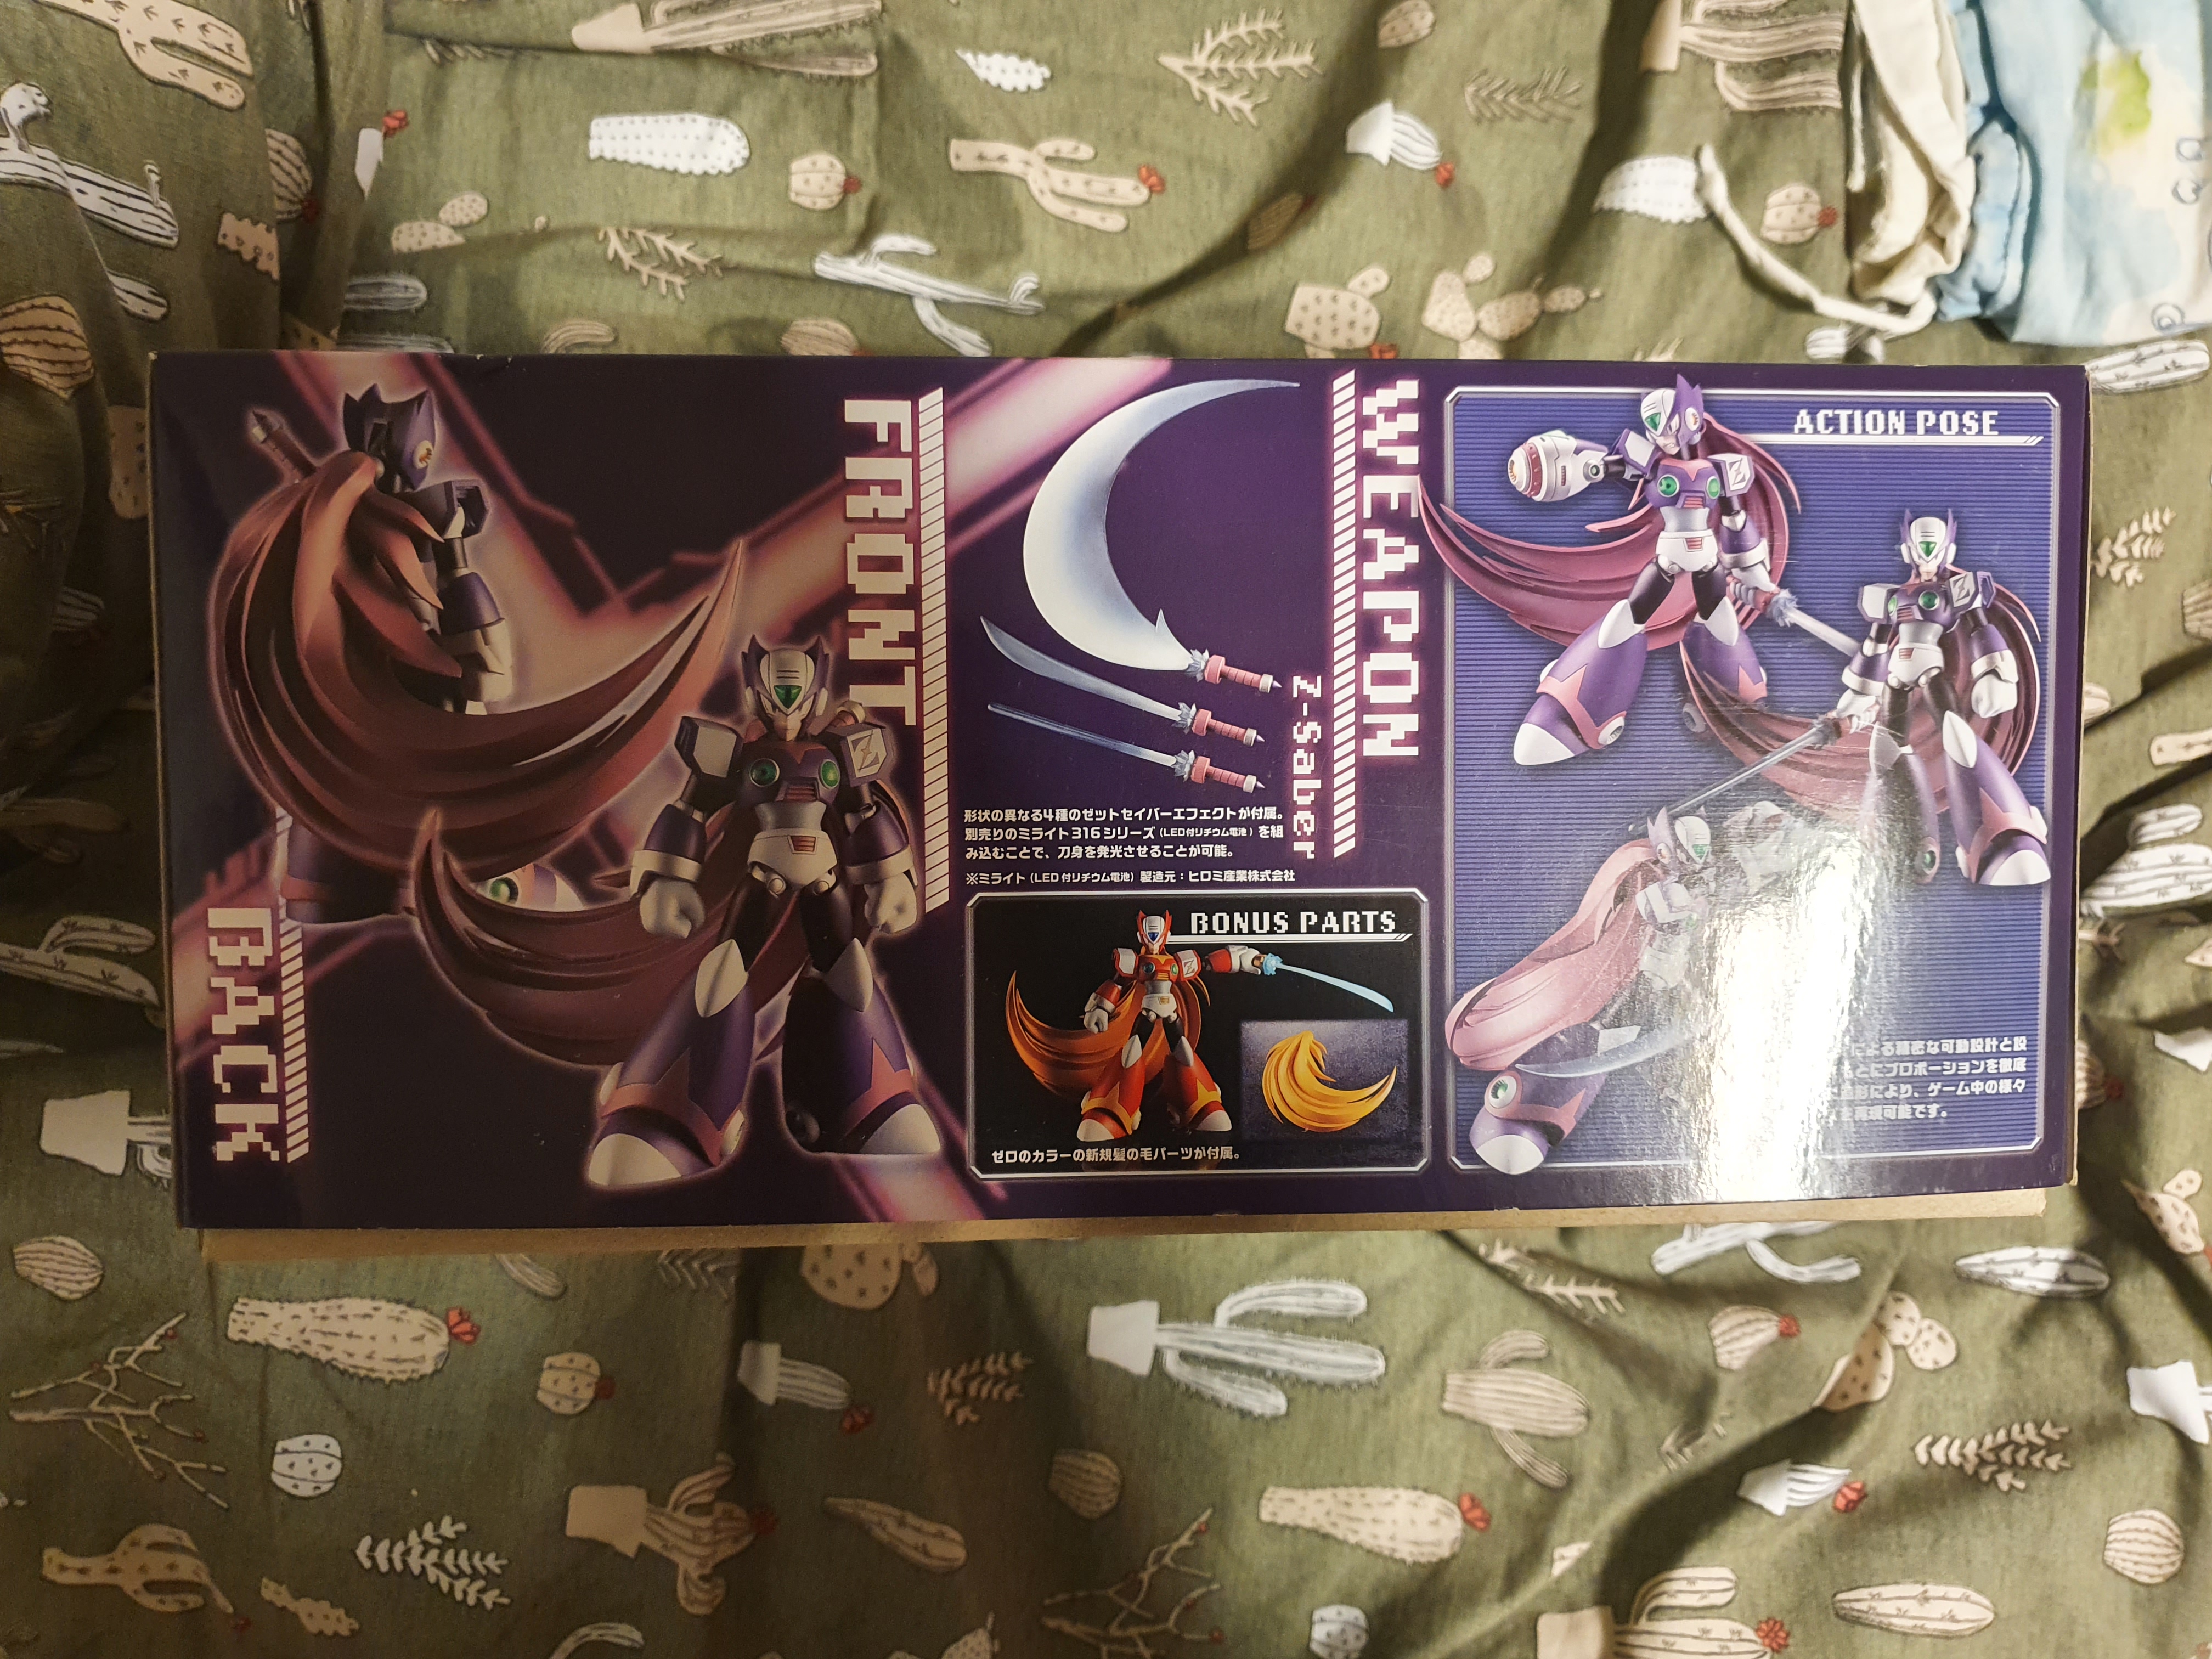 FRONT
BACK
WEAPON
Z-Saber
形状の異なる4種のゼットセイバーエフェクトが付属。
別売りのミライト316シリーズ(LED付リチウム電池)を組
み込むことで、刀身を発光させることが可能。
※ミライト(LED付リチウム電池)製造元:ヒロミ産業株式会社
BONUS PARTS
ゼロのカラーの新規髪の毛パーツが付属。
ACTION POSE
よる精密な可動設計と設
とにプロポーションを徹底
により、ゲーム中の様々
再現可能です。